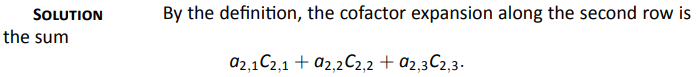 SOLUTION By the definition, the cofactor expansion along the second row is
the sum
a2,1C2,1 + a2,2C2,2 + a2,3C2,3.